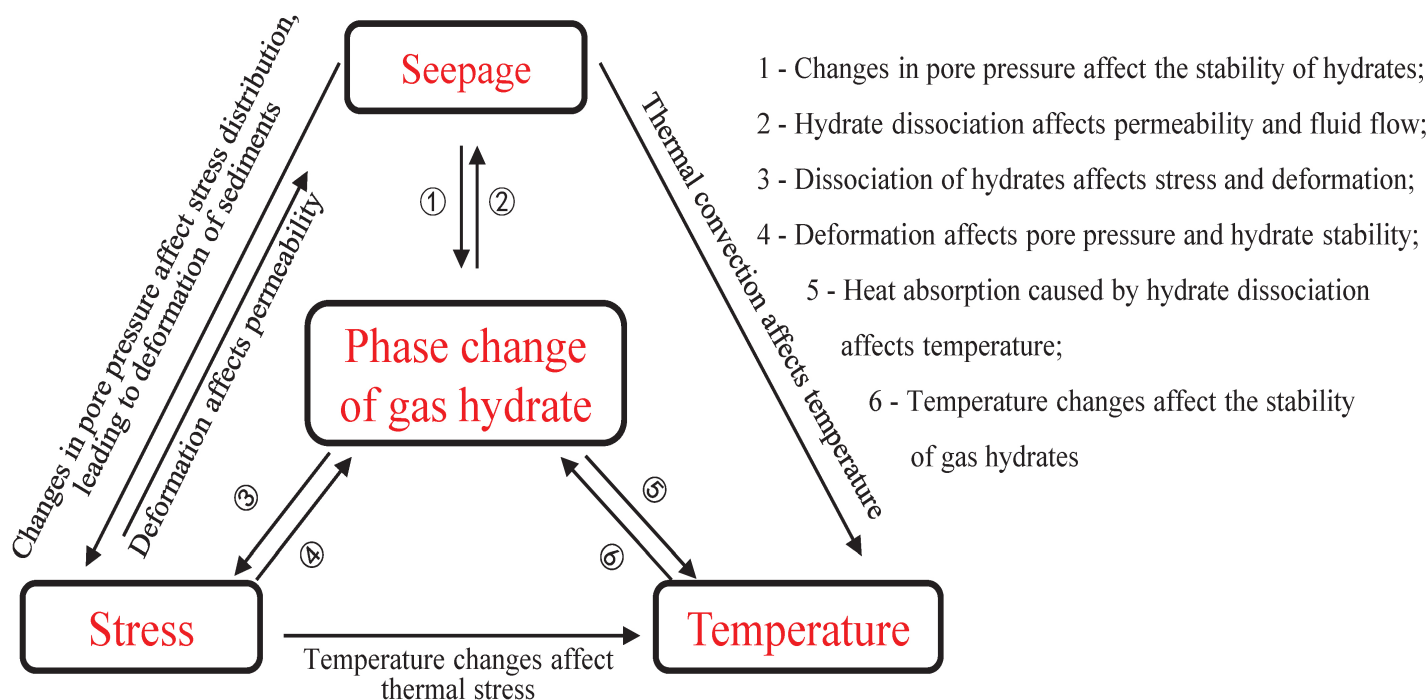 Seepage
Changes in pore pressure affect stress distribution,
leading to deformation of sediments
Deformation affects permeability
Thermal convection affects temperature
①
②
Phase change
of gas hydrate
③
④
⑤
⑥
Stress
Temperature
Temperature changes affect
thermal stress
1 - Changes in pore pressure affect the stability of hydrates;
2 - Hydrate dissociation affects permeability and fluid flow;
3 - Dissociation of hydrates affects stress and deformation;
4 - Deformation affects pore pressure and hydrate stability;
5 - Heat absorption caused by hydrate dissociation
affects temperature;
6 - Temperature changes affect the stability
of gas hydrates